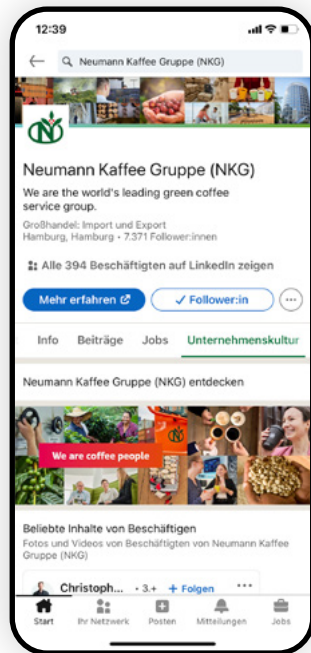 12:39
Neumann Kaffee Gruppe (NKG)
N
Neumann Kaffee Gruppe (NKG)
We are the world's leading green coffee
service group.
Großhandel: Import und Export
Hamburg, Hamburg • 7.371 Follower:innen
Alle 394 Beschäftigten auf LinkedIn zeigen
Mehr erfahren
✓ Follower:in
Info Beiträge Jobs Unternehmenskultur
Neumann Kaffee Gruppe (NKG) entdecken
We are coffee people
Beliebte Inhalte von Beschäftigen
Fotos und Videos von Beschäftigten von Neumann Kaffee
Gruppe (NKG)
Christoph... • 3.+ + Folgen ...
Start Ihr Netzwerk Posten Mitteilungen Jobs